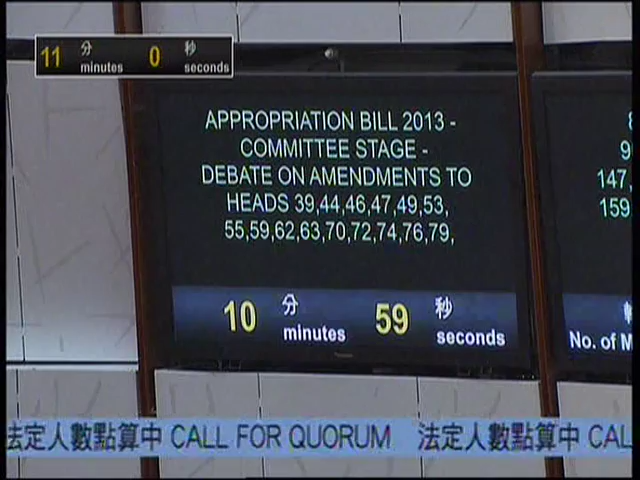 11 分 minutes 0 秒 seconds
APPROPRIATION BILL 2013 -
COMMITTEE STAGE -
DEBATE ON AMENDMENTS TO
HEADS 39,44,46,47,49,53,
55,59,62,63,70,72,74,76,79,
10 分 minutes 59 秒 seconds
147,
159
No. of M
法定人數點算中 CALL FOR QUORUM 法定人數點算中 CAL